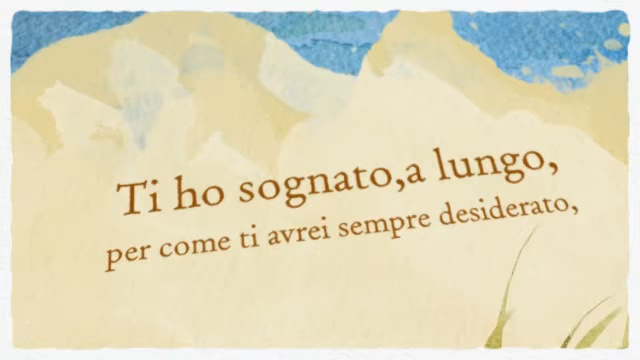 Ti ho sognato,a lungo,
per come ti avrei sempre desiderato,